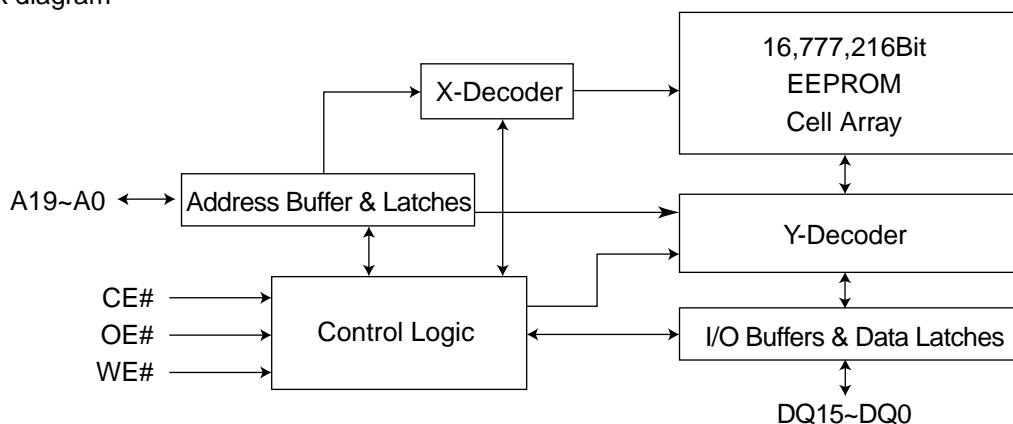 diagram
16,777,216Bit
EEPROM
Cell Array
X-Decoder
A19~A0
Address Buffer & Latches
Y-Decoder
CE#
OE#
WE#
Control Logic
I/O Buffers & Data Latches
DQ15~DQ0